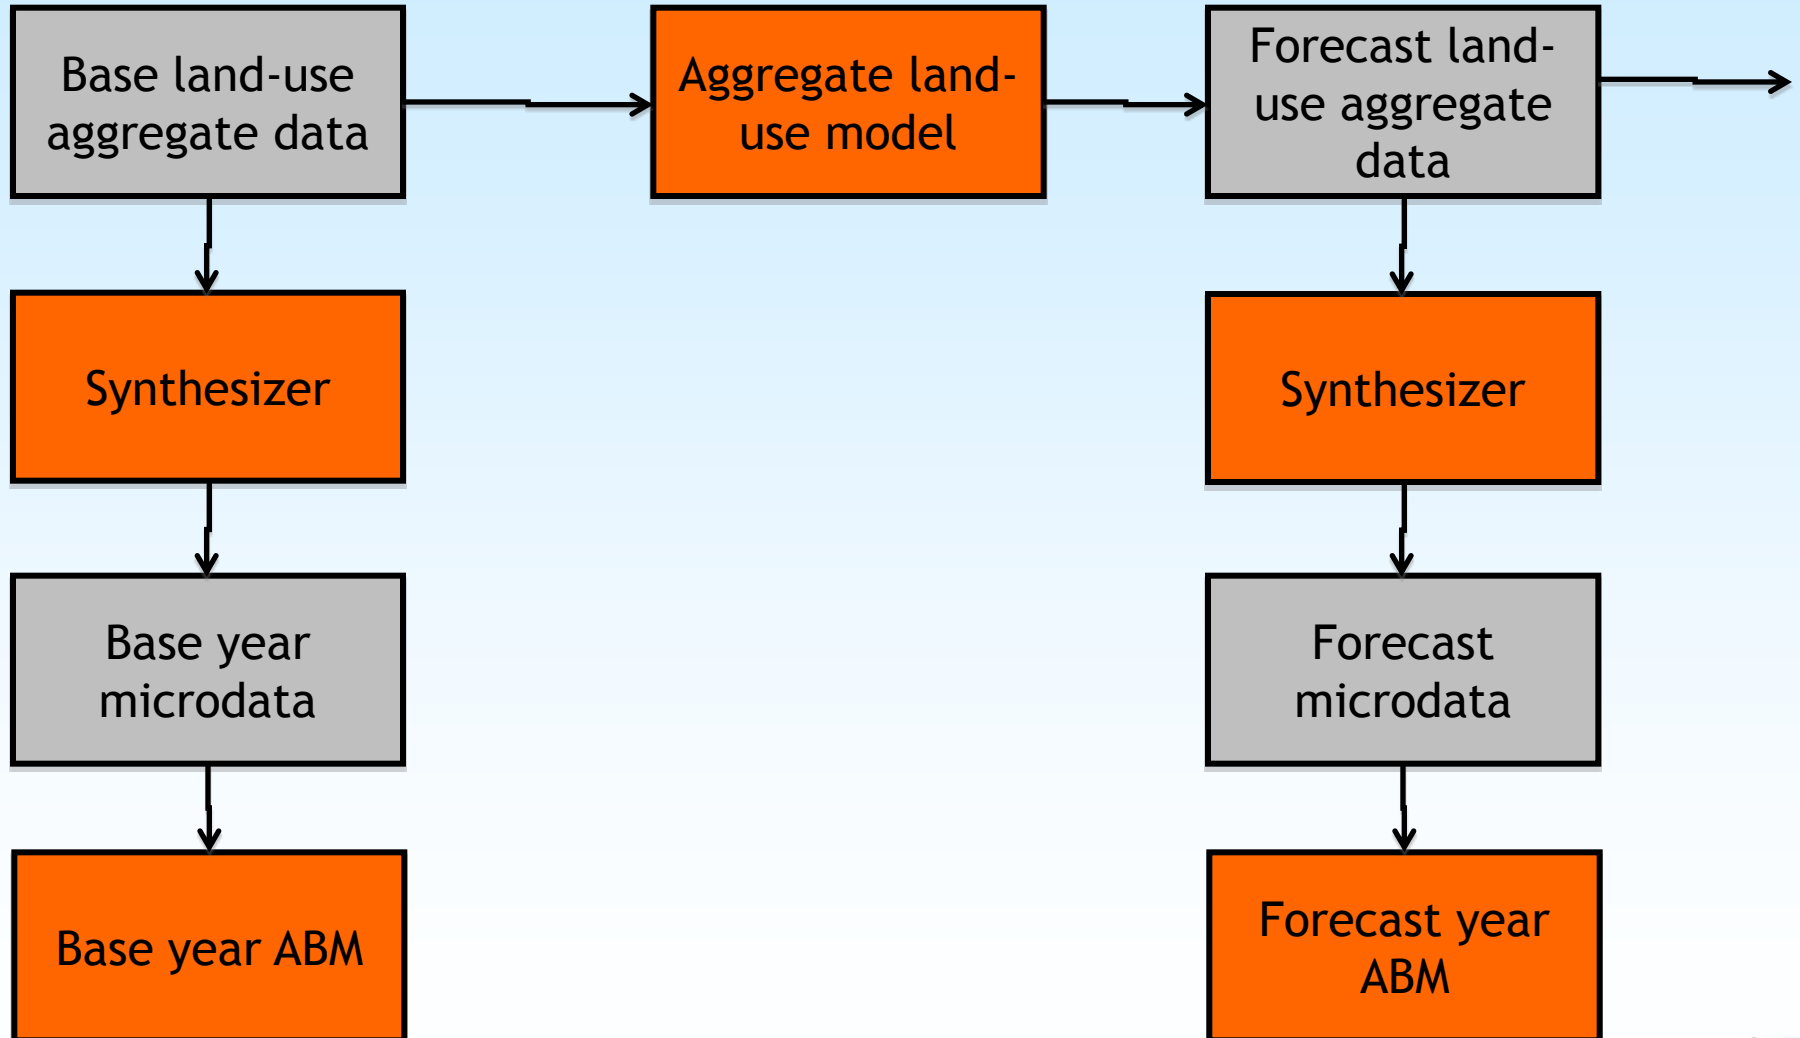 Base land-use
aggregate data
Aggregate land-
use model
Forecast land-
use aggregate
data
Synthesizer
Synthesizer
Base year
microdata
Forecast
microdata
Base year ABM
Forecast year
ABM